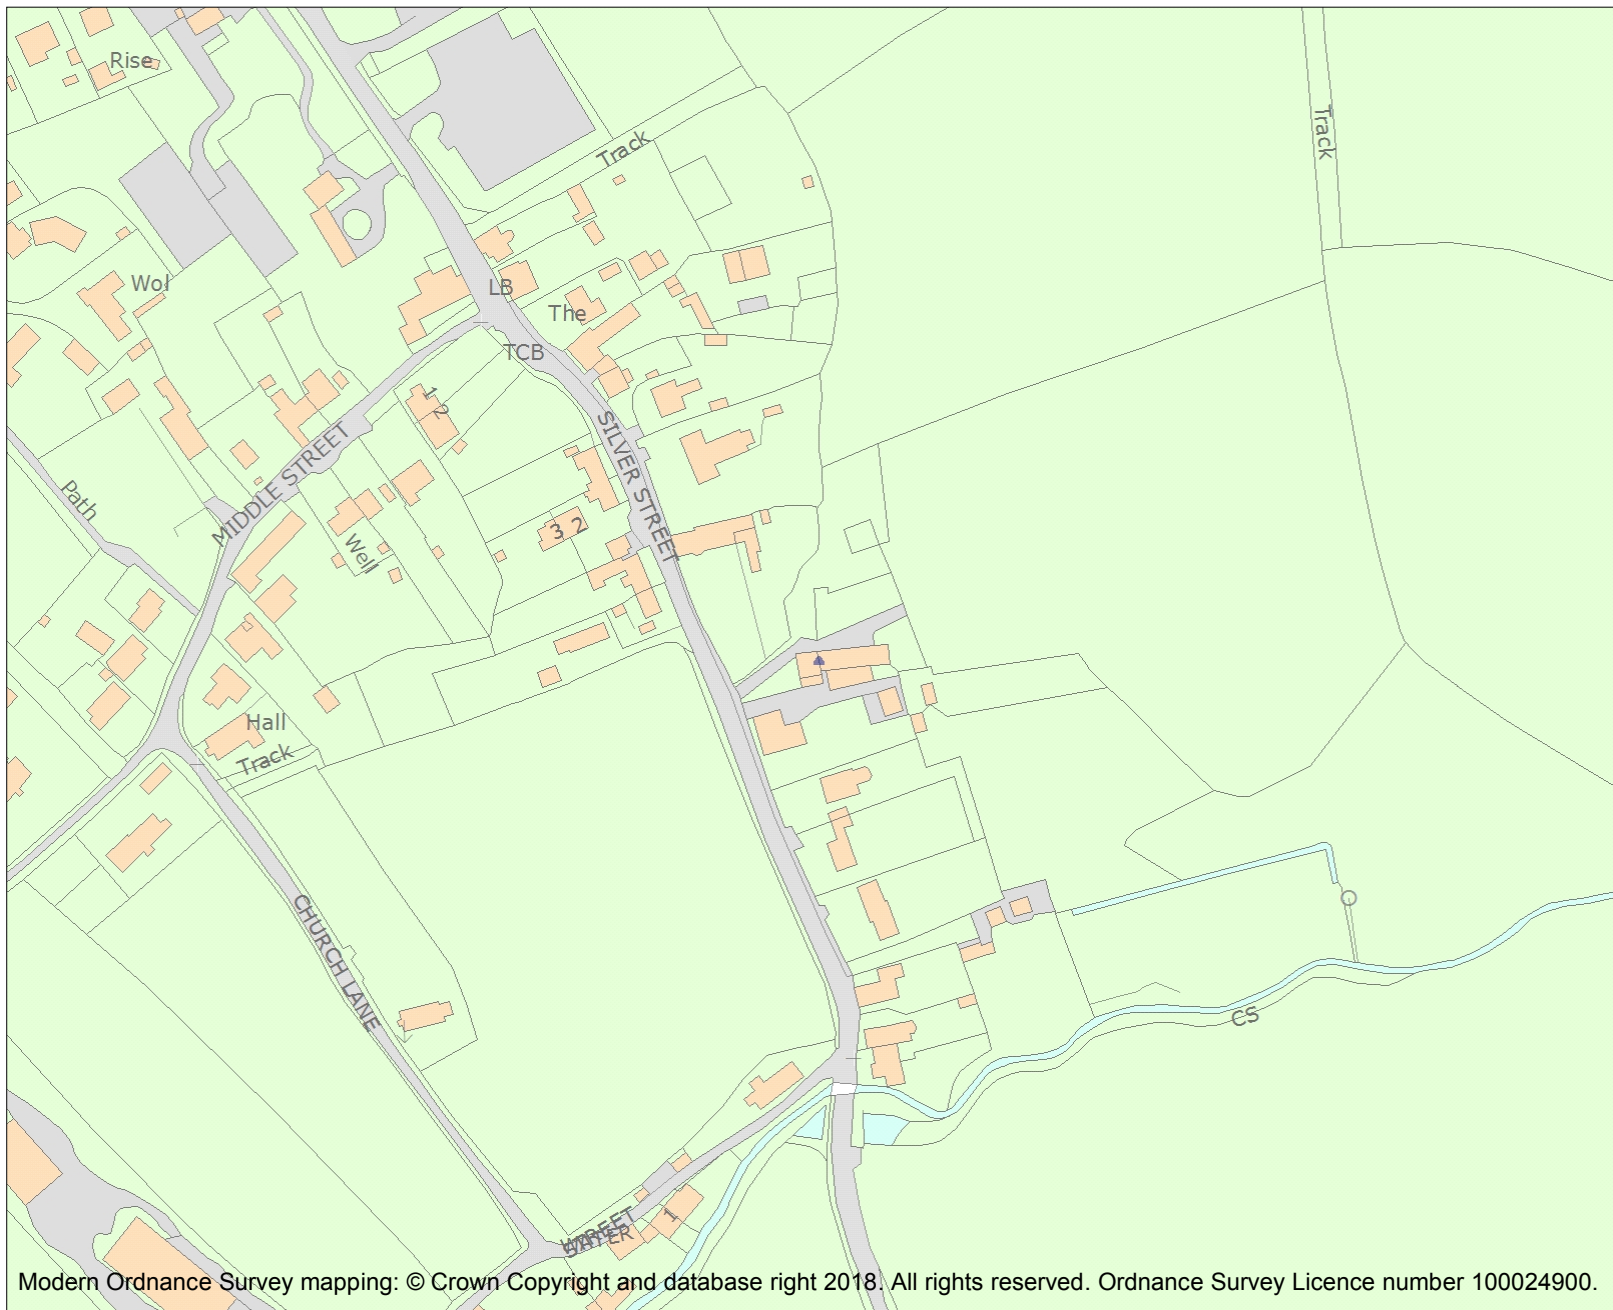 Rise
Track
Track
Wol
LB
The
TCB
1
2
SILVER STREET
MIDDLE STREET
Path
3 2
Well
Hall
Track
CHURCH LANE
CS
WATER STREET
1
Modern Ordnance Survey mapping: © Crown Copyright and database right 2018. All rights reserved. Ordnance Survey Licence number 100024900.